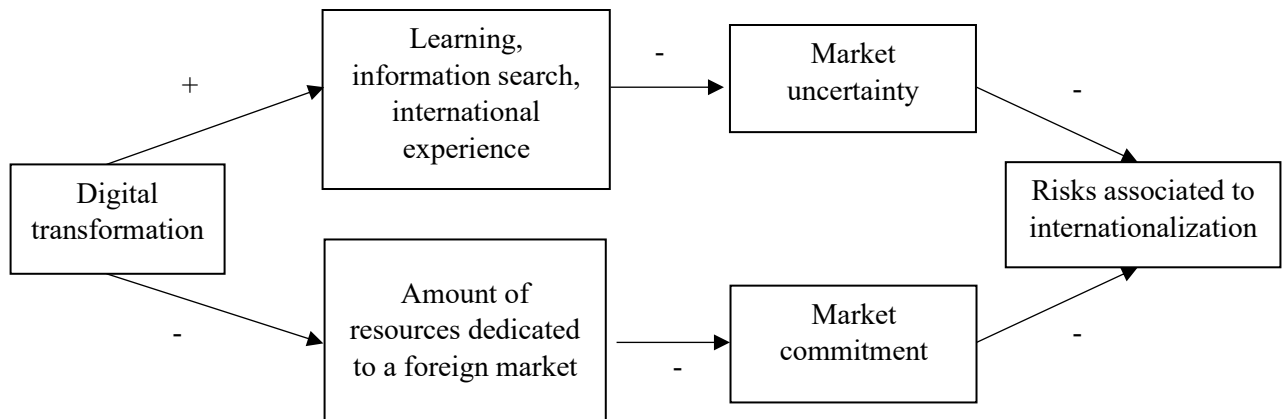 +
Learning,
information search,
international
experience
-
Market
uncertainty
-
Digital
transformation
Risks associated to
internationalization
-
Amount of
resources dedicated
to a foreign market
-
Market
commitment
-